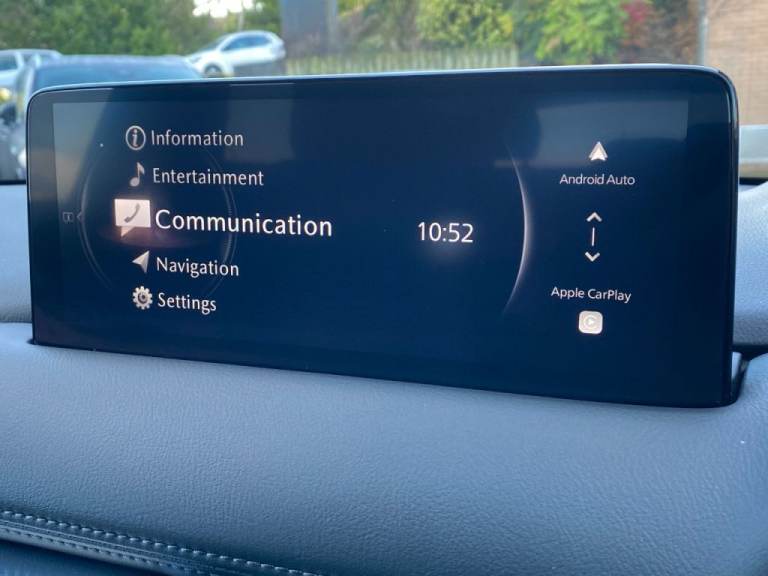 Information
Entertainment
Communication
Navigation
Settings
10:52
Android Auto
Apple CarPlay